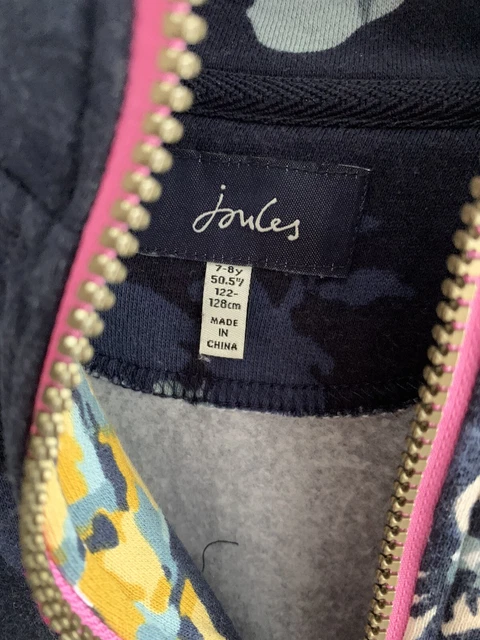 joules
7-8y
50.5"/
122-
128cm
MADE
IN
CHINA